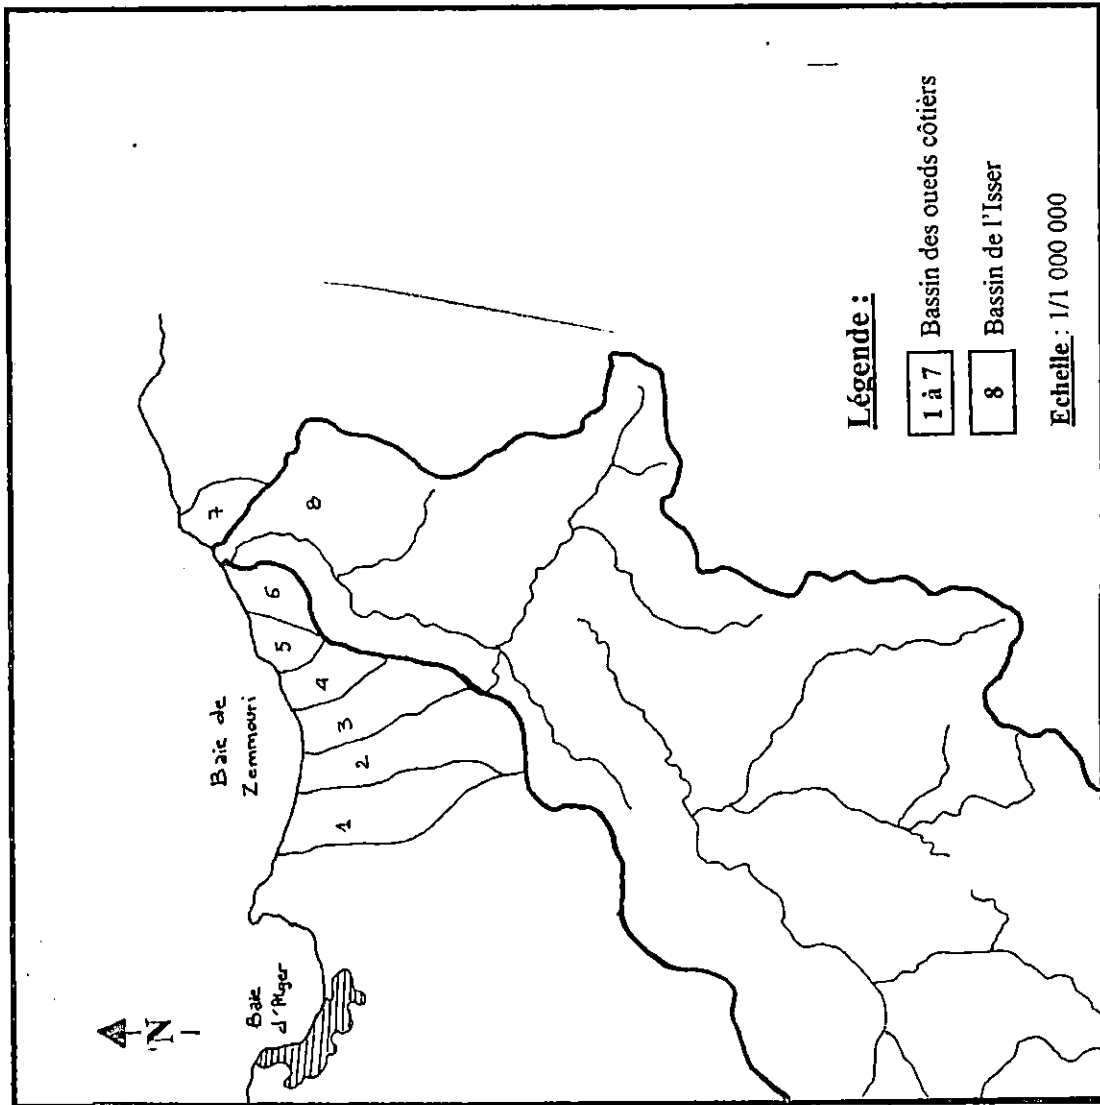 N
Baie
d'Alger
Baie de
Zemmouri
1
2
3
4
5
6
7
8
Légende :
1 à 7 Bassin des oueds côtièrs
8 Bassin de l'Isser
Echelle : 1/1 000 000